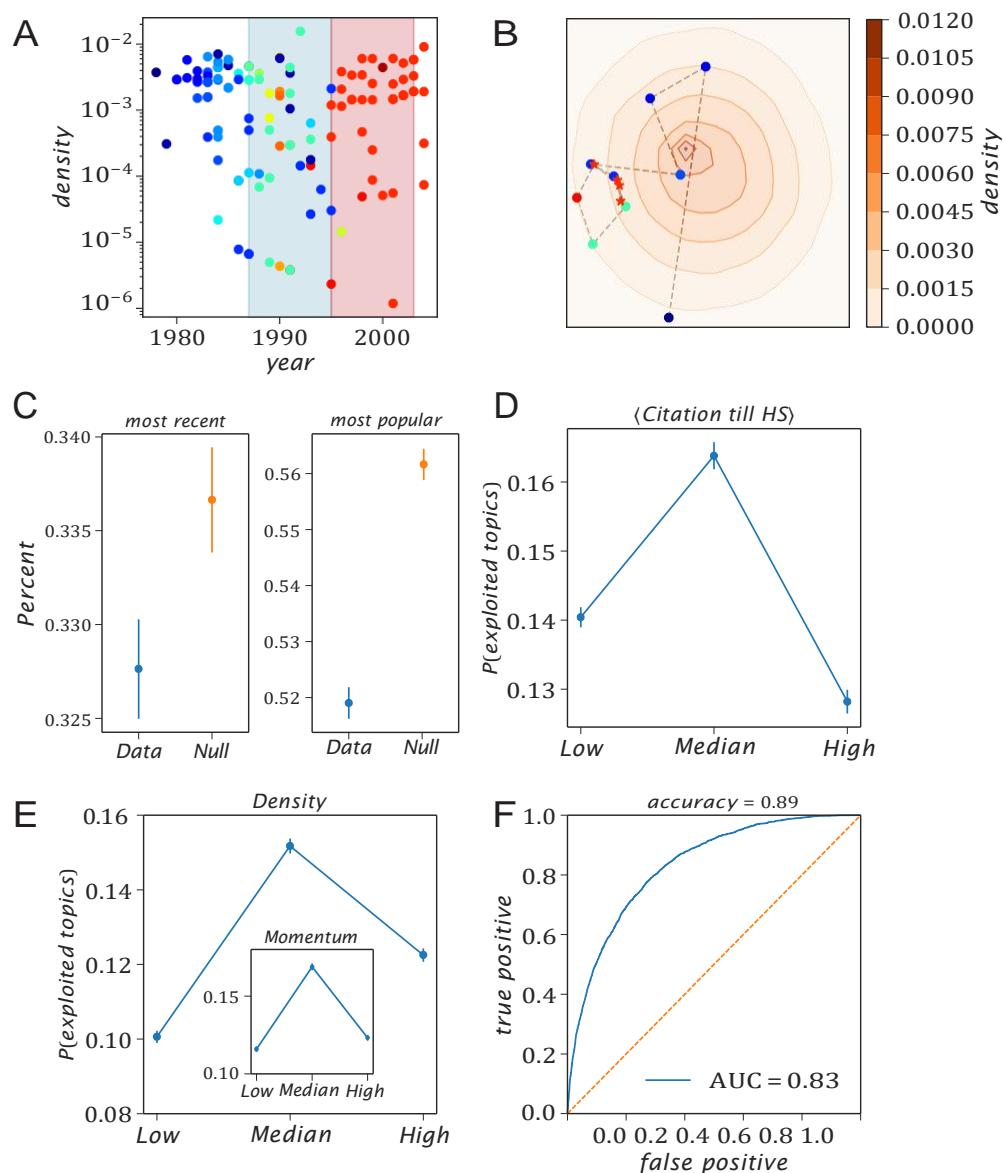 A
density
10⁻²
10⁻³
10⁻⁴
10⁻⁵
10⁻⁶
1980 1990 2000
year
B
0.0120
0.0105
0.0090
0.0075
0.0060
0.0045
0.0030
0.0015
0.0000
density
C
most recent
Percent
0.340
0.335
0.330
0.325
Data Null
most popular
0.56
0.55
0.54
0.53
0.52
Data Null
D
⟨Citation till HS⟩
P(exploited topics)
0.16
0.15
0.14
0.13
Low Median High
E
Density
P(exploited topics)
0.16
0.14
0.12
0.10
0.08
Low Median High
Momentum
0.15
0.10
Low Median High
F
accuracy = 0.89
true positive
1.0
0.8
0.6
0.4
0.2
0.0
AUC = 0.83
0.0 0.2 0.4 0.6 0.8 1.0
false positive